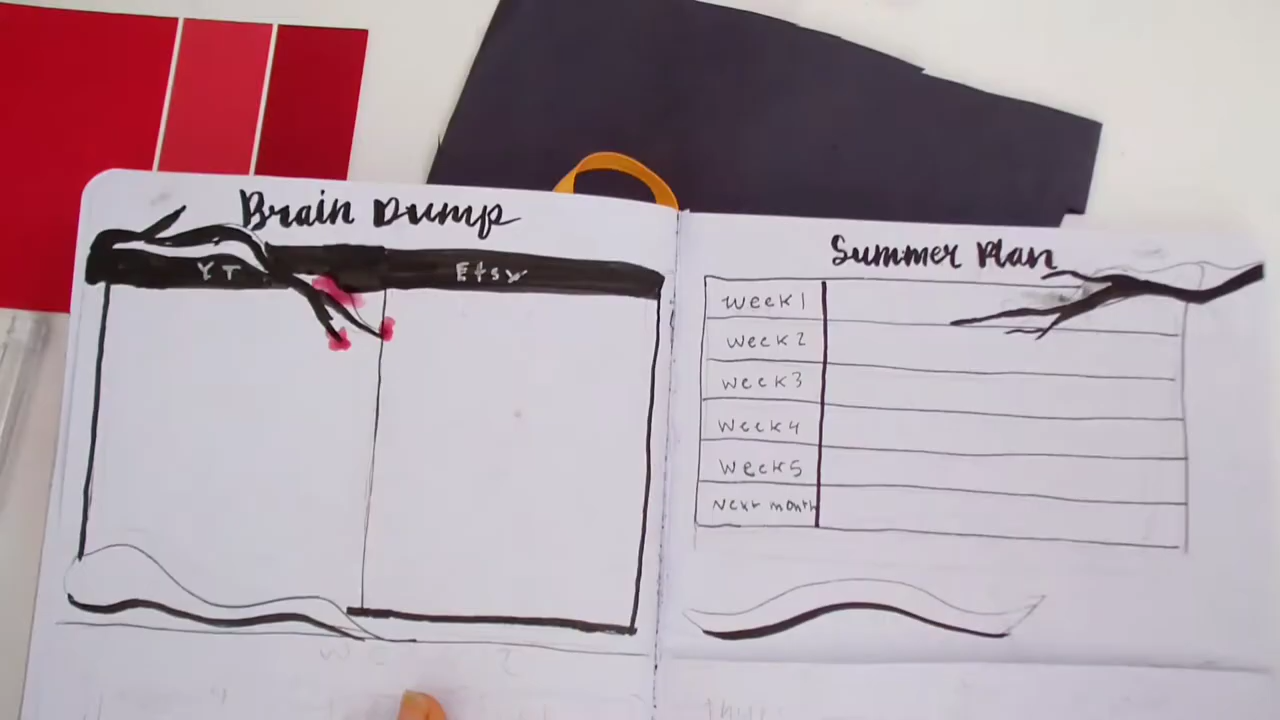 Brain Dump
YT
Etsy
Summer Plan
Week 1
Week 2
Week 3
Week 4
Week 5
Next month